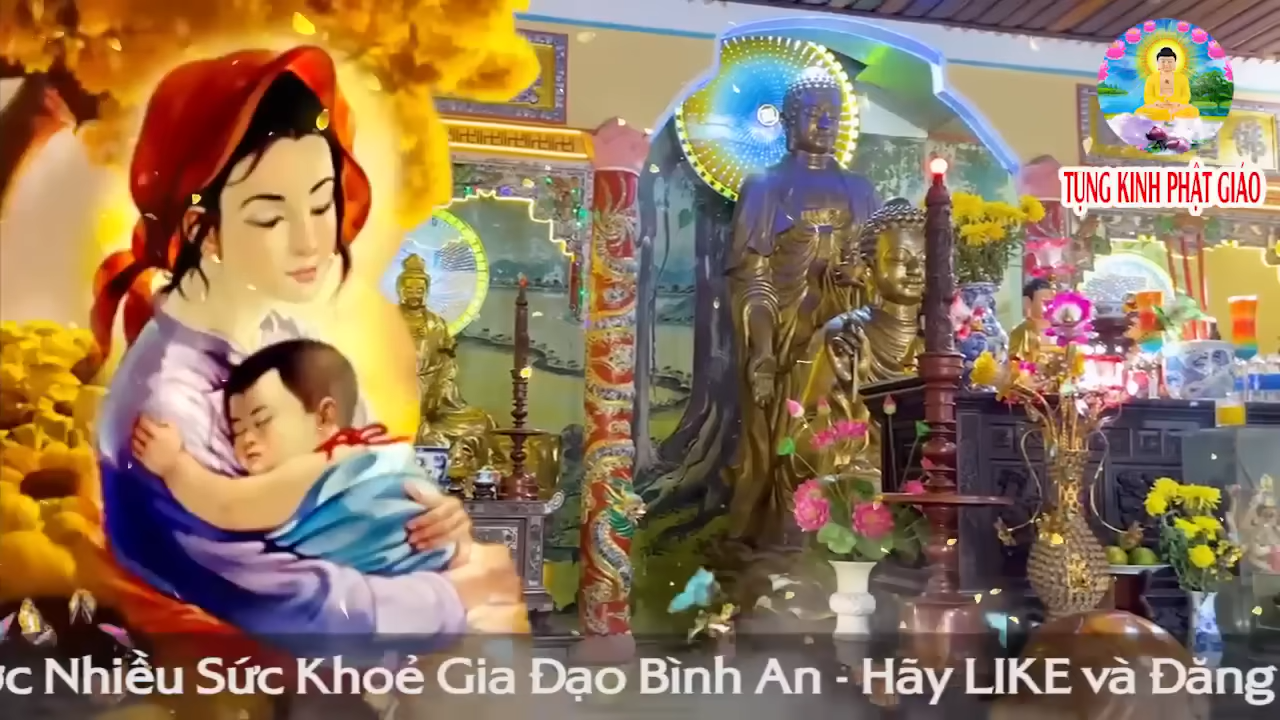 TỤNG KINH PHẬT GIÁO
Nhiều Sức Khoẻ Gia Đạo Bình An - Hãy LIKE và Đăng